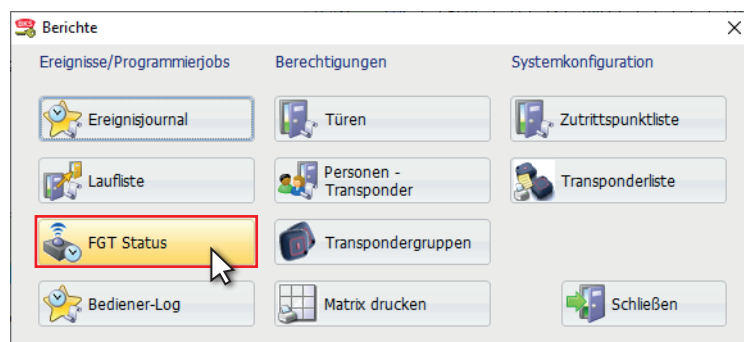 BKS Berichte
Ereignisse/Programmierjobs Berechtigungen Systemkonfiguration
Ereignisjournal Türen Zutrittspunktliste
Laufliste Personen - Transponderliste
Transponder
FGT Status Transpondergruppen
Bediener-Log Matrix drucken Schließen